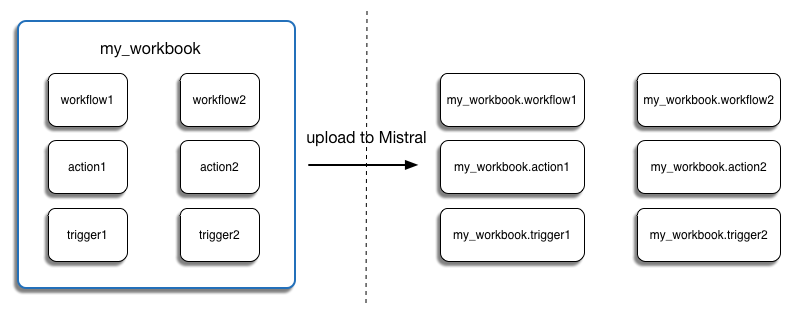 my_workbook
workflow1
workflow2
action1
action2
trigger1
trigger2
upload to Mistral
my_workbook.workflow1
my_workbook.workflow2
my_workbook.action1
my_workbook.action2
my_workbook.trigger1
my_workbook.trigger2